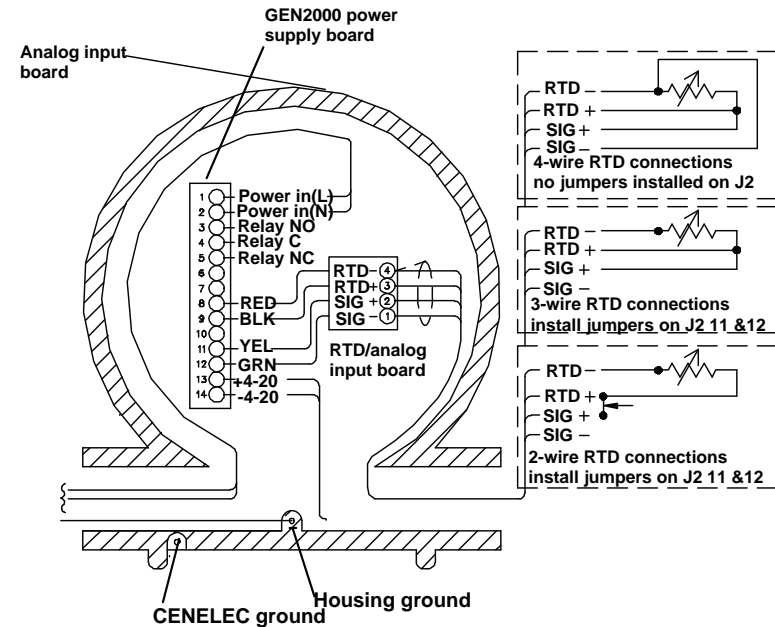 GEN2000 power
supply board
Analog input
board
1 Power in(L)
2 Power in(N)
3 Relay NO
4 Relay C
5 Relay NC
6
7
8 RED
9 BLK
10
11 YEL
12 GRN
13 +4-20
14 -4-20
RTD- 4
RTD+ 3
SIG + 2
SIG - 1
RTD/analog
input board
RTD -
RTD +
SIG +
SIG -
4-wire RTD connections
no jumpers installed on J2
RTD -
RTD +
SIG +
SIG -
3-wire RTD connections
install jumpers on J2 11 &12
RTD -
RTD +
SIG +
SIG -
2-wire RTD connections
install jumpers on J2 11 &12
Housing ground
CENELEC ground